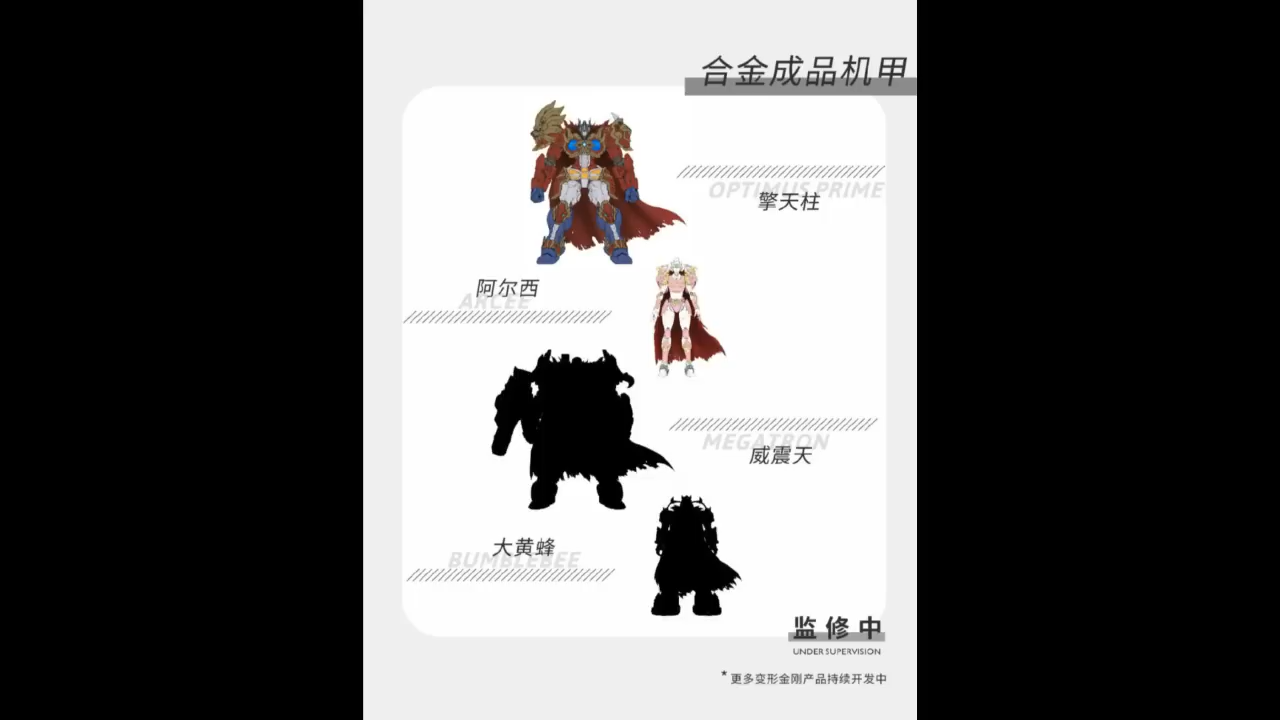 合金成品机甲
OPTIMUS PRIME
擎天柱
阿尔西
ARCEE
MEGATRON
威震天
大黄蜂
BUMBLEBEE
监修中
UNDER SUPERVISION
*更多变形金刚产品持续开发中